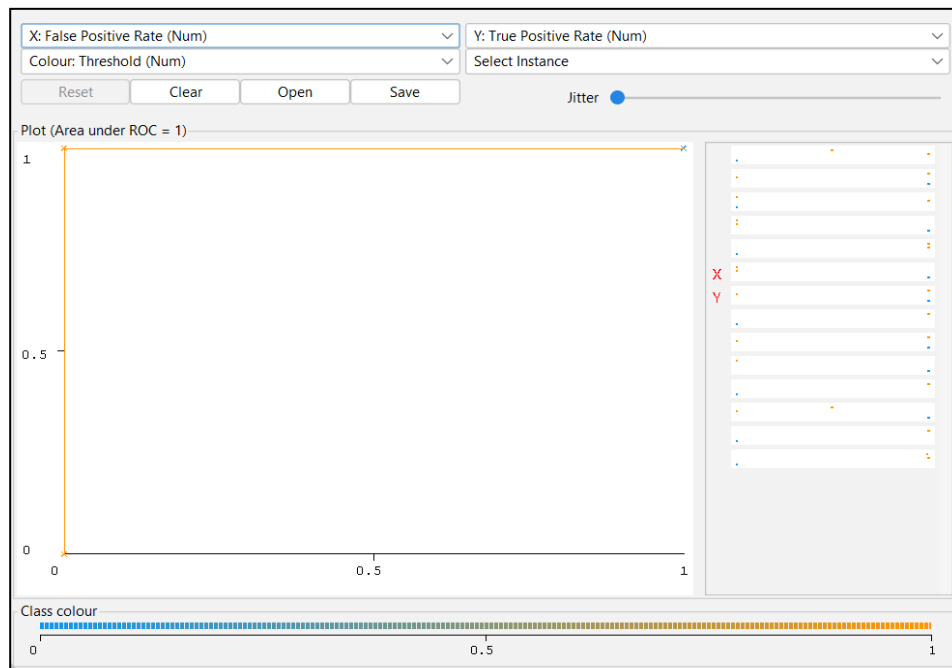 X: False Positive Rate (Num)
Y: True Positive Rate (Num)
Colour: Threshold (Num)
Select Instance
Reset
Clear
Open
Save
Jitter
Plot (Area under ROC = 1)
1
0.5
0
0
0.5
1
X
Y
Class colour
0
0.5
1